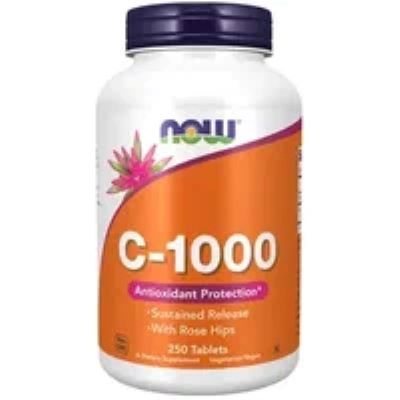 NOW
C-1000
Antioxidant Protection*
•Sustained Release
•With Rose Hips
250 Tablets
A Dietary Supplement Vegetarian/Vegan